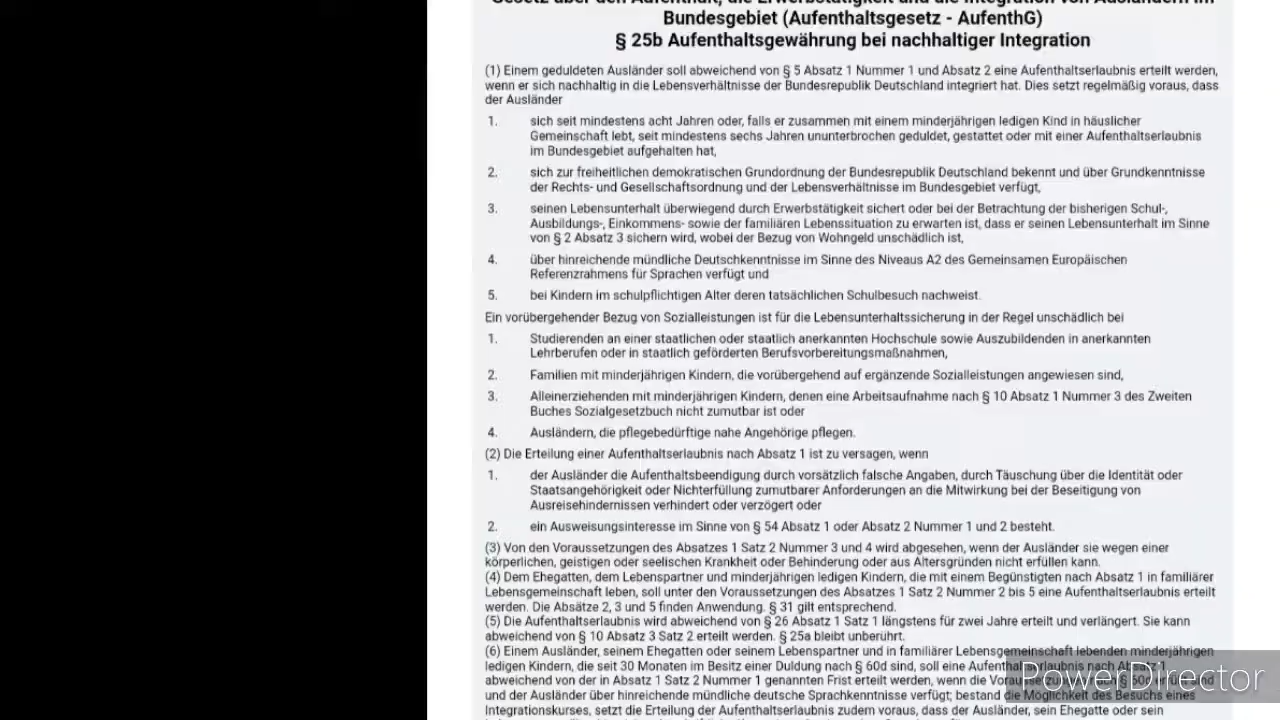 Gesetz über den Aufenthalt, die Erwerbstätigkeit und die Integration von Ausländern im
Bundesgebiet (Aufenthaltsgesetz - AufenthG)
§ 25b Aufenthaltsgewährung bei nachhaltiger Integration
(1) Einem geduldeten Ausländer soll abweichend von § 5 Absatz 1 Nummer 1 und Absatz 2 eine Aufenthaltserlaubnis erteilt werden,
wenn er sich nachhaltig in die Lebensverhältnisse der Bundesrepublik Deutschland integriert hat. Dies setzt regelmäßig voraus, dass
der Ausländer
1. sich seit mindestens acht Jahren oder, falls er zusammen mit einem minderjährigen ledigen Kind in häuslicher
Gemeinschaft lebt, seit mindestens sechs Jahren ununterbrochen geduldet, gestattet oder mit einer Aufenthaltserlaubnis
im Bundesgebiet aufgehalten hat,
2. sich zur freiheitlichen demokratischen Grundordnung der Bundesrepublik Deutschland bekennt und über Grundkenntnisse
der Rechts- und Gesellschaftsordnung und der Lebensverhältnisse im Bundesgebiet verfügt,
3. seinen Lebensunterhalt überwiegend durch Erwerbstätigkeit sichert oder bei der Betrachtung der bisherigen Schul-,
Ausbildungs-, Einkommens- sowie der familiären Lebenssituation zu erwarten ist, dass er seinen Lebensunterhalt im Sinne
von § 2 Absatz 3 sichern wird, wobei der Bezug von Wohngeld unschädlich ist,
4. über hinreichende mündliche Deutschkenntnisse im Sinne des Niveaus A2 des Gemeinsamen Europäischen
Referenzrahmens für Sprachen verfügt und
5. bei Kindern im schulpflichtigen Alter deren tatsächlichen Schulbesuch nachweist.
Ein vorübergehender Bezug von Sozialleistungen ist für die Lebensunterhaltssicherung in der Regel unschädlich bei
1. Studierenden an einer staatlichen oder staatlich anerkannten Hochschule sowie Auszubildenden in anerkannten
Lehrberufen oder in staatlich geförderten Berufsvorbereitungsmaßnahmen,
2. Familien mit minderjährigen Kindern, die vorübergehend auf ergänzende Sozialleistungen angewiesen sind,
3. Alleinerziehenden mit minderjährigen Kindern, denen eine Arbeitsaufnahme nach § 10 Absatz 1 Nummer 3 des Zweiten
Buches Sozialgesetzbuch nicht zumutbar ist oder
4. Ausländern, die pflegebedürftige nahe Angehörige pflegen.
(2) Die Erteilung einer Aufenthaltserlaubnis nach Absatz 1 ist zu versagen, wenn
1. der Ausländer die Aufenthaltsbeendigung durch vorsätzlich falsche Angaben, durch Täuschung über die Identität oder
Staatsangehörigkeit oder Nichterfüllung zumutbarer Anforderungen an die Mitwirkung bei der Beseitigung von
Ausreisehindernissen verhindert oder verzögert oder
2. ein Ausweisungsinteresse im Sinne von § 54 Absatz 1 oder Absatz 2 Nummer 1 und 2 besteht.
(3) Von den Voraussetzungen des Absatzes 1 Satz 2 Nummer 3 und 4 wird abgesehen, wenn der Ausländer sie wegen einer
körperlichen, geistigen oder seelischen Krankheit oder Behinderung oder aus Altersgründen nicht erfüllen kann.
(4) Dem Ehegatten, dem Lebenspartner und minderjährigen ledigen Kindern, die mit einem Begünstigten nach Absatz 1 in familiärer
Lebensgemeinschaft leben, soll unter den Voraussetzungen des Absatzes 1 Satz 2 Nummer 2 bis 5 eine Aufenthaltserlaubnis erteilt
werden. Die Absätze 2, 3 und 5 finden Anwendung. § 31 gilt entsprechend.
(5) Die Aufenthaltserlaubnis wird abweichend von § 26 Absatz 1 Satz 1 längstens für zwei Jahre erteilt und verlängert. Sie kann
abweichend von § 10 Absatz 3 Satz 2 erteilt werden. § 25a bleibt unberührt.
(6) Einem Ausländer, seinem Ehegatten oder seinem Lebenspartner und in familiärer Lebensgemeinschaft lebenden minderjährigen
ledigen Kindern, die seit 30 Monaten im Besitz einer Duldung nach § 60d sind, soll eine Aufenthaltserlaubnis nach Absatz 1
abweichend von der in Absatz 1 Satz 2 Nummer 1 genannten Frist erteilt werden, wenn die Voraussetzungen nach § 60d erfüllt sind
und der Ausländer über hinreichende mündliche deutsche Sprachkenntnisse verfügt; bestand die Möglichkeit des Besuchs eines
Integrationskurses, setzt die Erteilung der Aufenthaltserlaubnis zudem voraus, dass der Ausländer, sein Ehegatte oder sein
PowerDirector